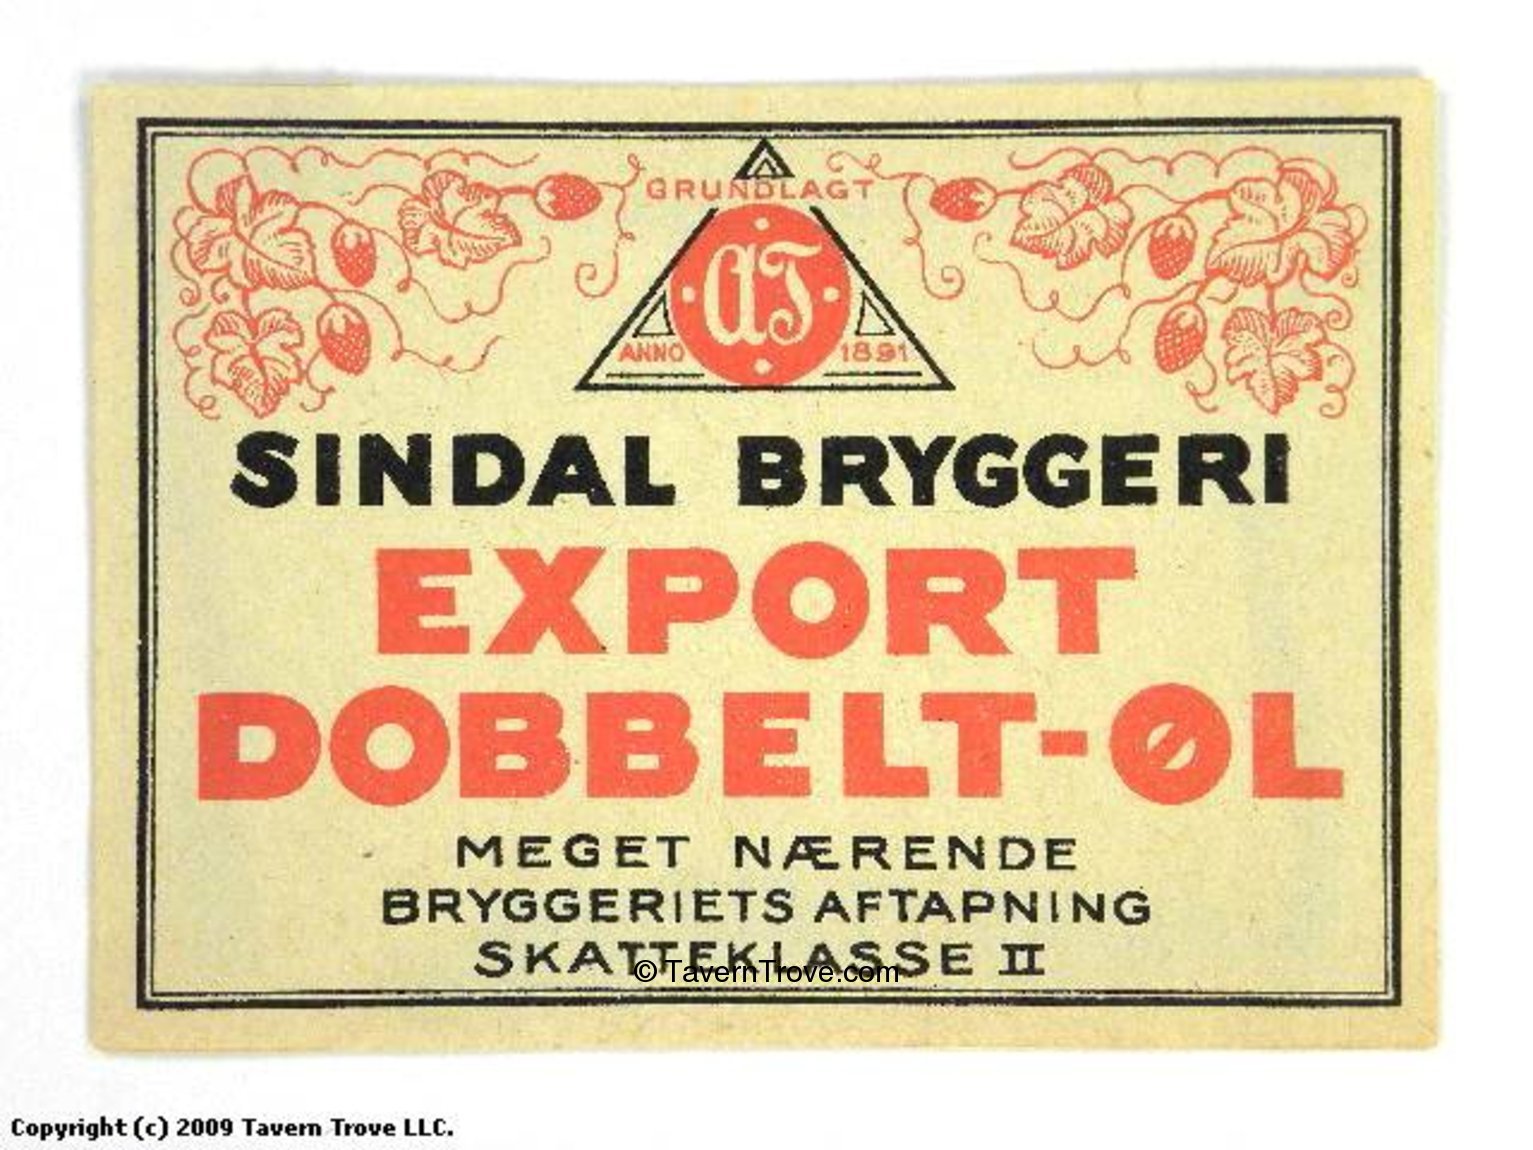 GRUNDLAGT
AT
ANNO 1891
SINDAL BRYGGERI
EXPORT
DOBBELT-ØL
MEGET NÆRENDE
BRYGGERIETS AFTAPNING
SKATTEKLASSE II
© TavernTrove.com
Copyright (c) 2009 Tavern Trove LLC.